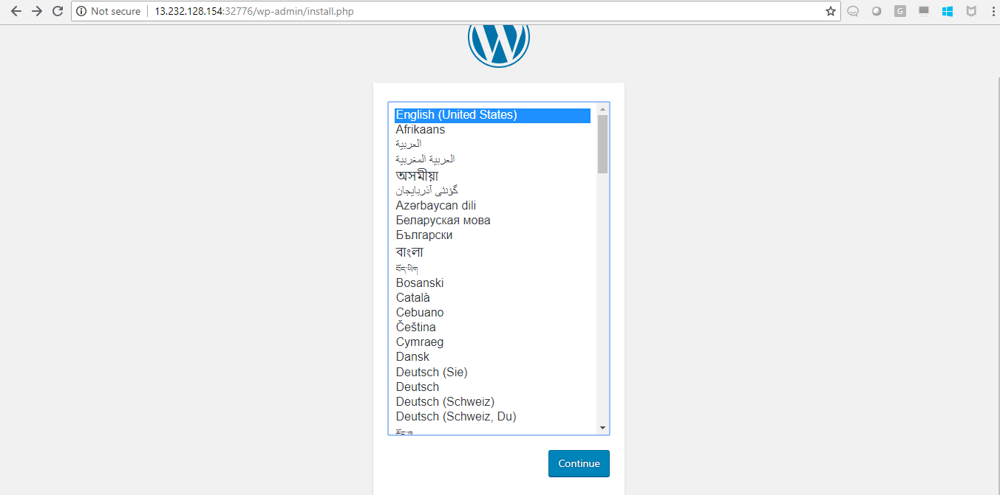 Not secure
13.232.128.154:32776/wp-admin/install.php
G
English (United States)
Afrikaans
العربية
العربية المغربية
অসমীয়া
گؤنئی آذربایجان
Azərbaycan dili
Беларуская мова
Български
বাংলা
བོད་ཡིག
Bosanski
Català
Cebuano
Čeština
Cymraeg
Dansk
Deutsch (Sie)
Deutsch
Deutsch (Schweiz)
Deutsch (Schweiz, Du)
Continue